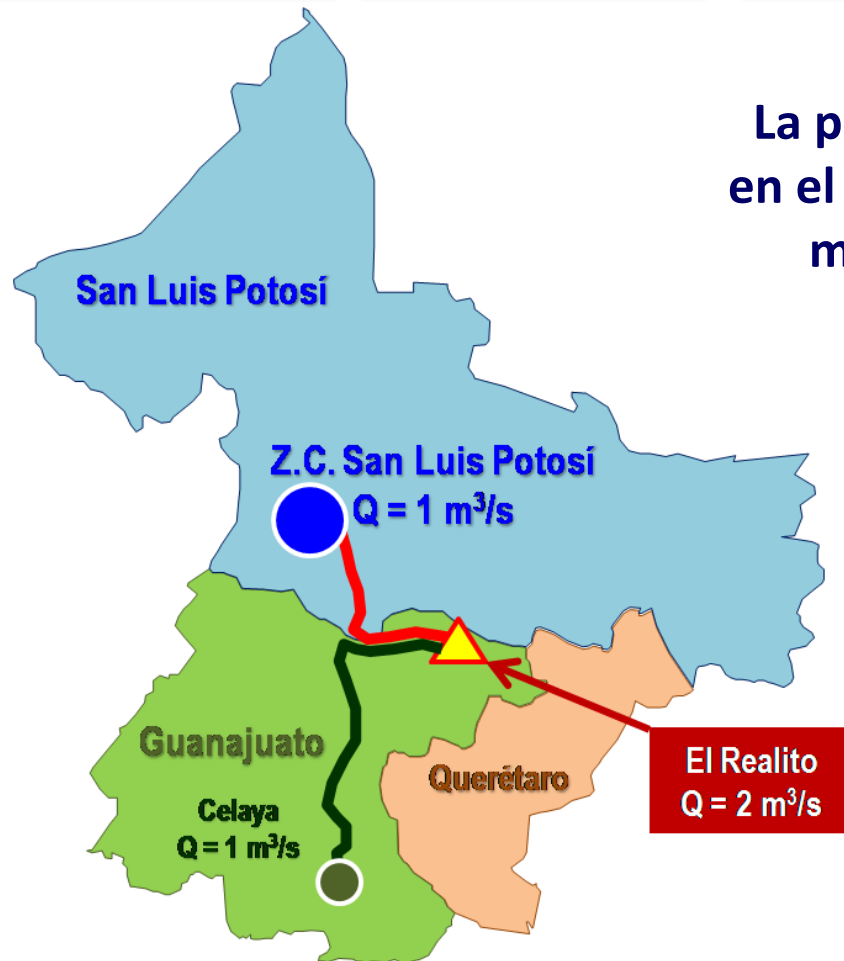 La p
en el
m
San Luis Potosí
Z.C. San Luis Potosí
Q = 1 m³/s
Guanajuato
Querétaro
El Realito
Q = 2 m³/s
Celaya
Q = 1 m³/s